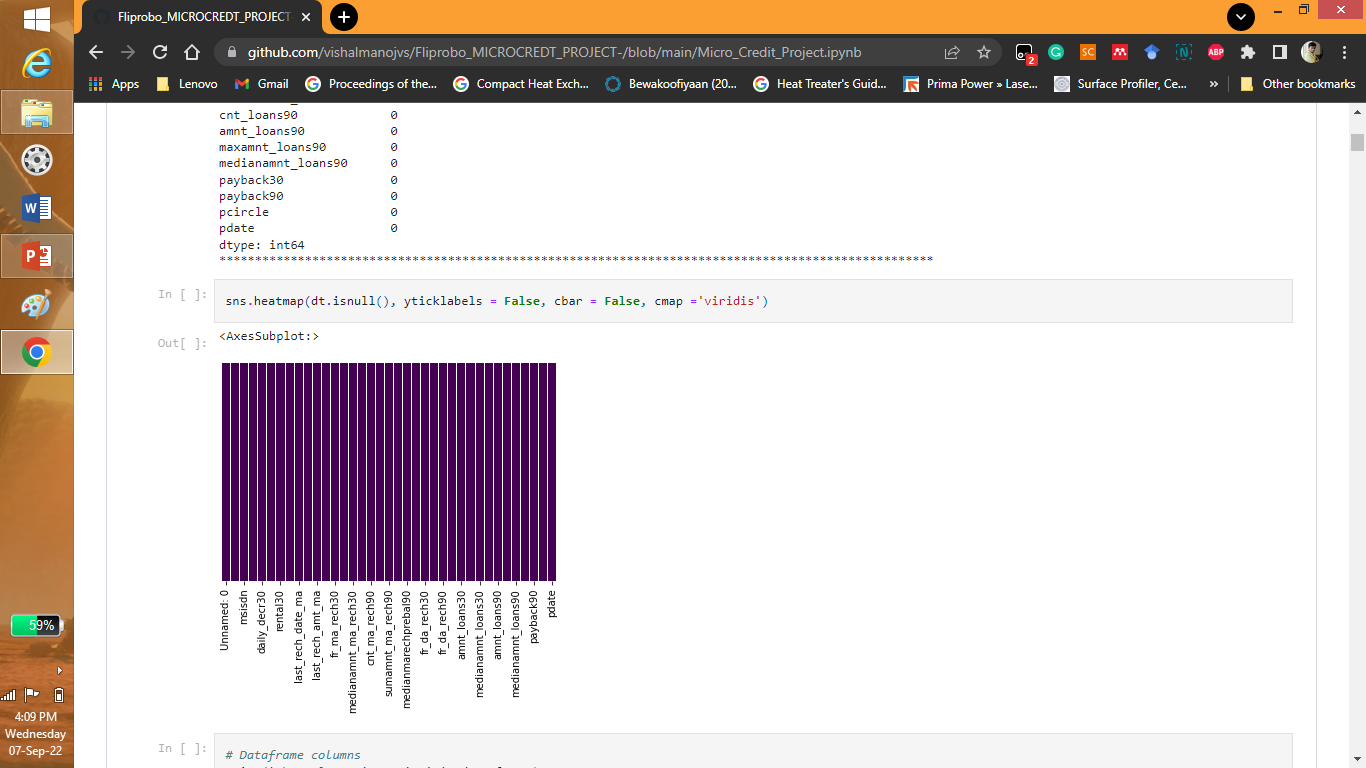 Fliprobo_MICROCREDT_PROJECT
github.com/vishalmanojvs/Fliprobo_MICROCREDT_PROJECT-/blob/main/Micro_Credit_Project.ipynb
2
G
SC
N
ABP
Apps
Lenovo
Gmail
Proceedings of the...
Compact Heat Exch...
Bewakoofiyaan (20...
Heat Treater's Guid...
Prima Power » Lase...
Surface Profiler, Ce...
»
Other bookmarks
cnt_loans90 0
amnt_loans90 0
maxamnt_loans90 0
medianamnt_loans90 0
payback30 0
payback90 0
pcircle 0
pdate 0
dtype: int64
****************************************************************************************************
In [ ]:
sns.heatmap(dt.isnull(), yticklabels = False, cbar = False, cmap ='viridis')
Out[ ]:
<AxesSubplot:>
Unnamed: 0
msisdn
daily_decr30
rental30
last_rech_date_ma
last_rech_amt_ma
fr_ma_rech30
medianamnt_ma_rech30
cnt_ma_rech90
sumamnt_ma_rech90
medianmarechprebal90
fr_da_rech30
fr_da_rech90
amnt_loans30
medianamnt_loans30
amnt_loans90
medianamnt_loans90
payback90
pdate
In [ ]:
# Dataframe columns
59%
4:09 PM
Wednesday
07-Sep-22